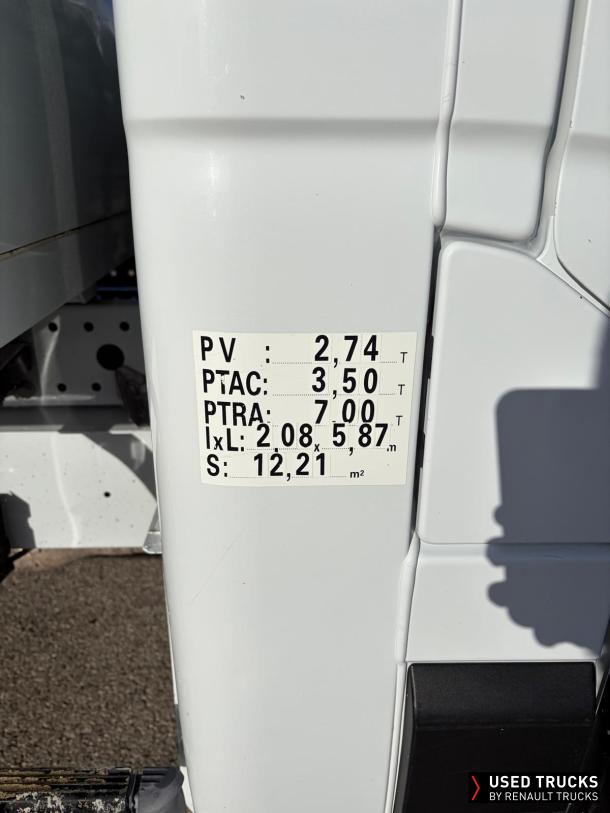 PV : 2,74 T
PTAC: 3,50 T
PTRA: 7 00 T
IxL: 2,08 x 5,87 m
S: 12,21 m²
USED TRUCKS
BY RENAULT TRUCKS